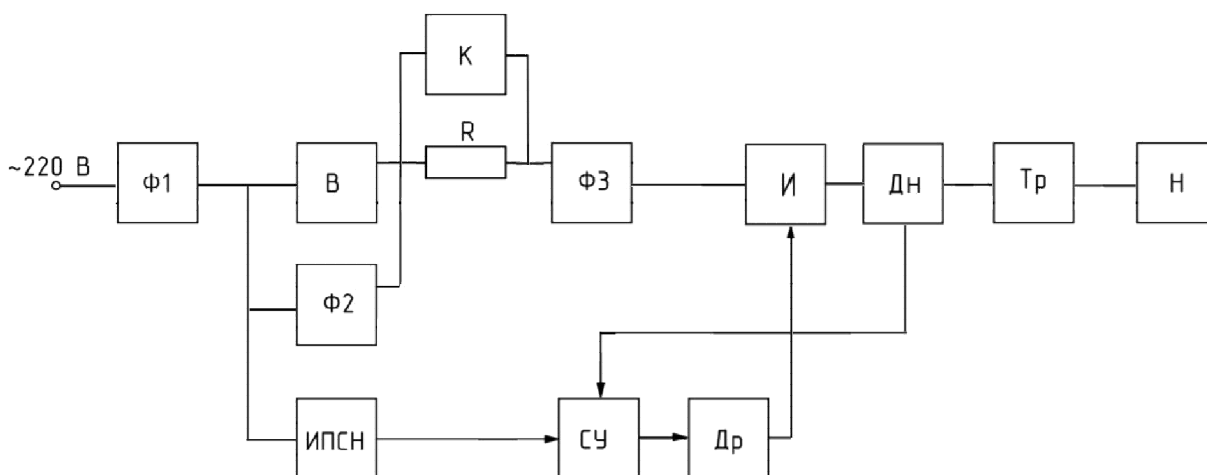 К
R
~220 В
Ф1
В
Ф3
И
Дн
Тр
Н
Ф2
ИПСН
СУ
Др